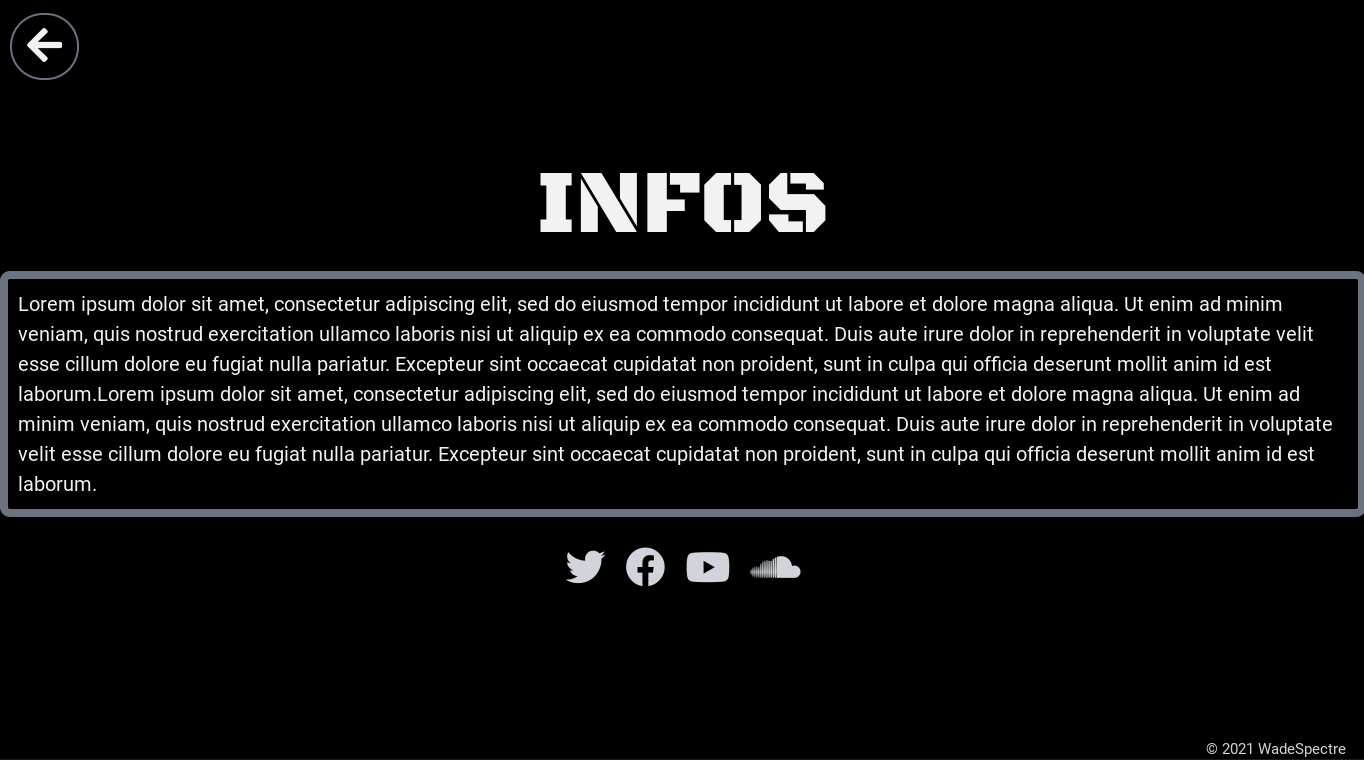 INFOS
Lorem ipsum dolor sit amet, consectetur adipiscing elit, sed do eiusmod tempor incididunt ut labore et dolore magna aliqua. Ut enim ad minim
veniam, quis nostrud exercitation ullamco laboris nisi ut aliquip ex ea commodo consequat. Duis aute irure dolor in reprehenderit in voluptate velit
esse cillum dolore eu fugiat nulla pariatur. Excepteur sint occaecat cupidatat non proident, sunt in culpa qui officia deserunt mollit anim id est
laborum.Lorem ipsum dolor sit amet, consectetur adipiscing elit, sed do eiusmod tempor incididunt ut labore et dolore magna aliqua. Ut enim ad
minim veniam, quis nostrud exercitation ullamco laboris nisi ut aliquip ex ea commodo consequat. Duis aute irure dolor in reprehenderit in voluptate
velit esse cillum dolore eu fugiat nulla pariatur. Excepteur sint occaecat cupidatat non proident, sunt in culpa qui officia deserunt mollit anim id est
laborum.
© 2021 WadeSpectre